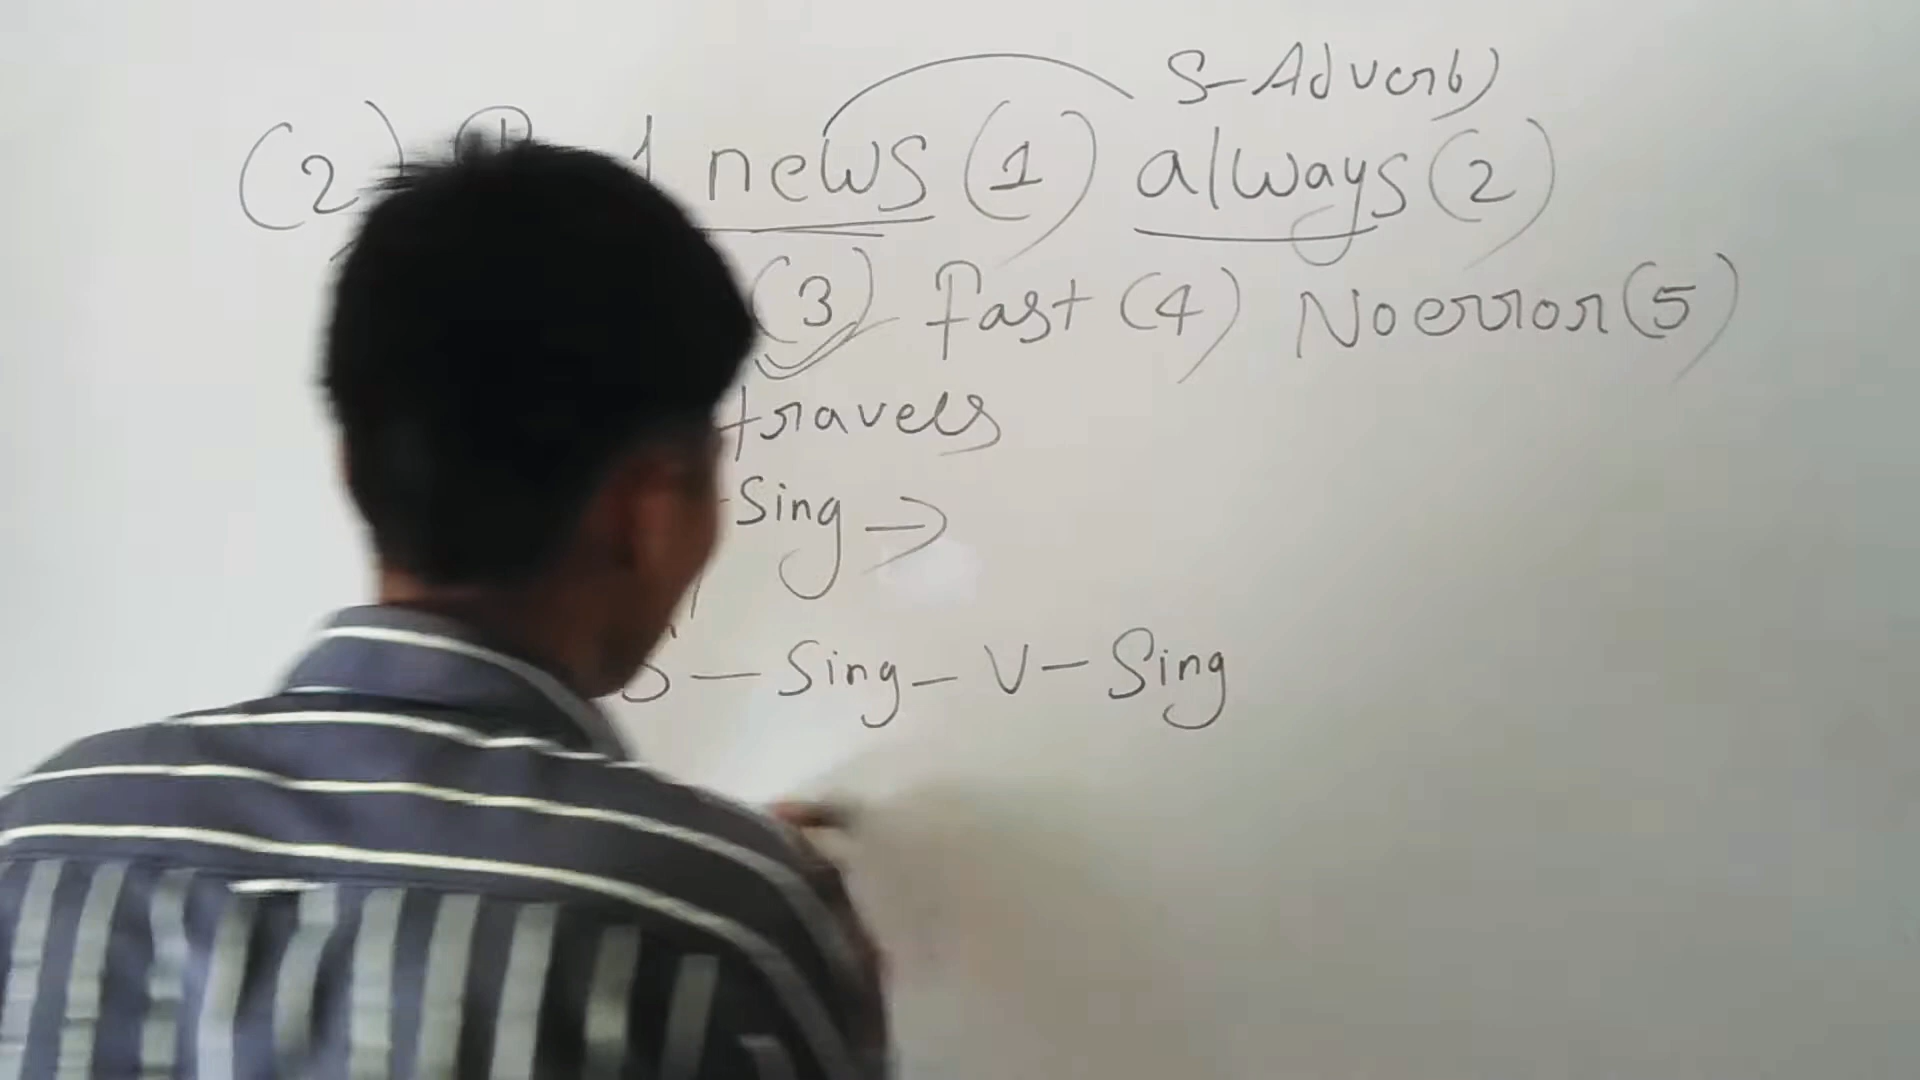 S-Adverb)
(2) news (1) always (2)
(3) Fast (4) No error (5)
travels
Sing →
S - Sing - V - Sing